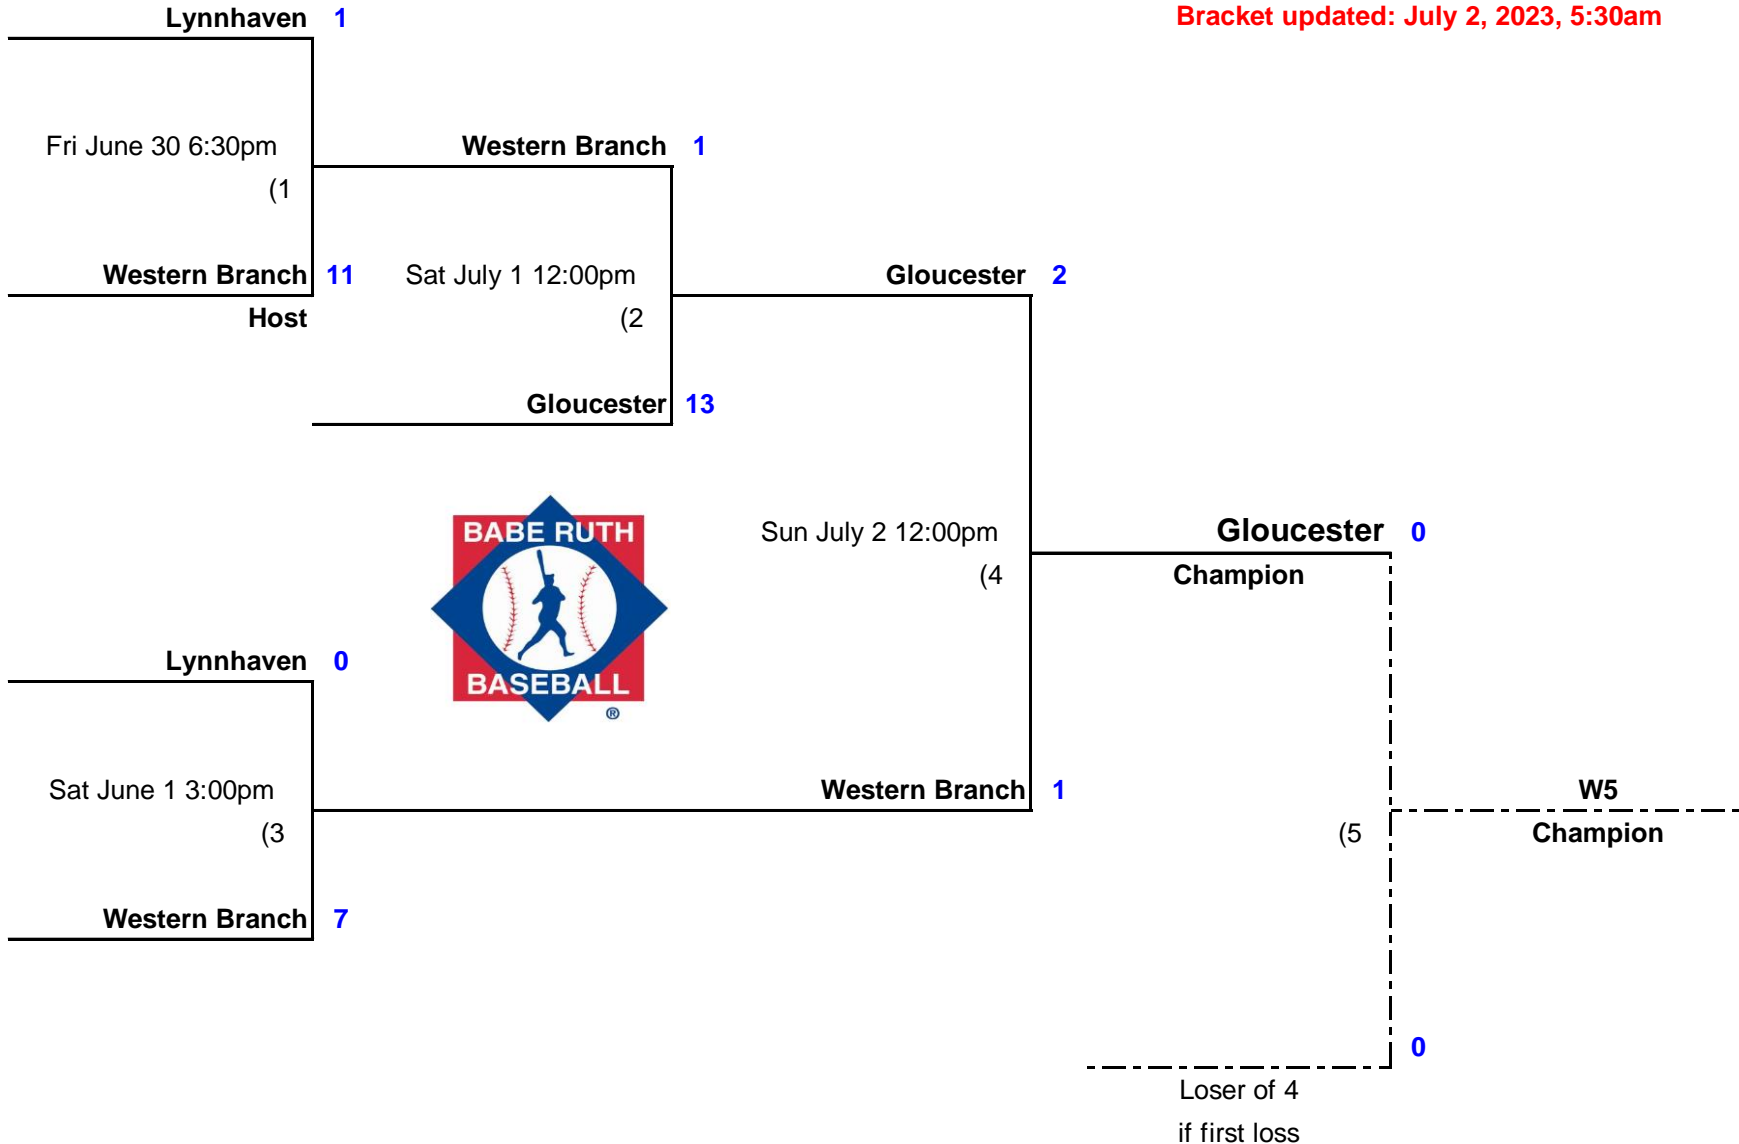 Lynnhaven 1
Bracket updated: July 2, 2023, 5:30am
Fri June 30 6:30pm
Western Branch 1
(1
Western Branch 11
Sat July 1 12:00pm
Gloucester 2
Host
(2
Gloucester 13
BABE RUTH
BASEBALL
®
Sun July 2 12:00pm
Gloucester 0
(4
Champion
Lynnhaven 0
Sat June 1 3:00pm
Western Branch 1
W5
(3
(5
Champion
Western Branch 7
0
Loser of 4
if first loss